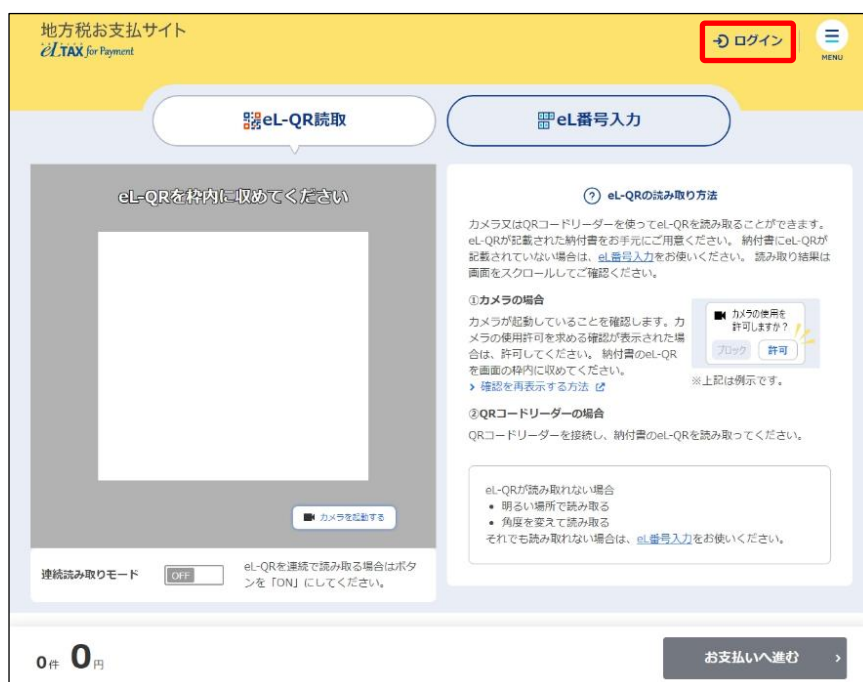 地方税お支払サイト
eLTAX for Payment
ログイン
MENU
eL-QR読取
eL番号入力
eL-QRを枠内に収めてください
カメラを起動する
連続読み取りモード
OFF
eL-QRを連続で読み取る場合はボタ
ンを「ON」にしてください。
? eL-QRの読み取り方法
カメラ又はQRコードリーダーを使ってeL-QRを読み取ることができます。
eL-QRが記載された納付書をお手元にご用意ください。 納付書にeL-QRが
記載されていない場合は、eL番号入力をお使いください。 読み取り結果は
画面をスクロールしてご確認ください。
①カメラの場合
カメラが起動していることを確認します。カ
メラの使用許可を求める確認が表示された場
合は、許可してください。 納付書のeL-QR
を画面の枠内に収めてください。
> 確認を再表示する方法
カメラの使用を
許可しますか？
ブロック
許可
※上記は例示です。
②QRコードリーダーの場合
QRコードリーダーを接続し、納付書のeL-QRを読み取ってください。
eL-QRが読み取れない場合
• 明るい場所で読み取る
• 角度を変えて読み取る
それでも読み取れない場合は、eL番号入力をお使いください。
0件 0円
お支払いへ進む ›